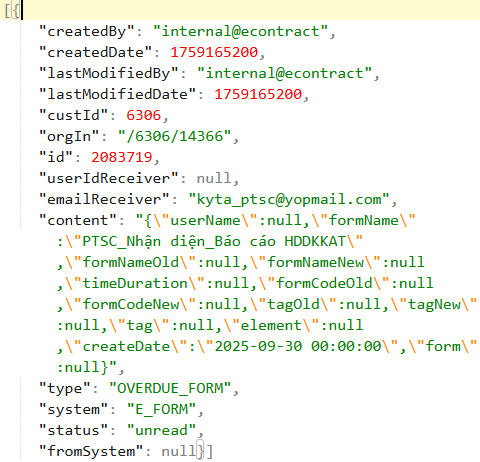 [{
"createdBy": "internal@econtract",
"createdDate": 1759165200,
"lastModifiedBy": "internal@econtract",
"lastModifiedDate": 1759165200,
"custId": 6306,
"orgIn": "/6306/14366",
"id": 2083719,
"userIdReceiver": null,
"emailReceiver": "kyta_ptsc@yopmail.com",
"content": "{\"userName\":null,\"formName\"
:\"PTSC_Nhận diện_Báo cáo HDDKKAT\"
,\"formNameOld\":null,\"formNameNew\":null
,\"timeDuration\":null,\"formCodeOld\":null
,\"formCodeNew\":null,\"tagOld\":null,\"tagNew\"
:null,\"tag\":null,\"element\":null
,\"createDate\":\"2025-09-30 00:00:00\",\"form\"
:null}",
"type": "OVERDUE_FORM",
"system": "E_FORM",
"status": "unread",
"fromSystem": null}]